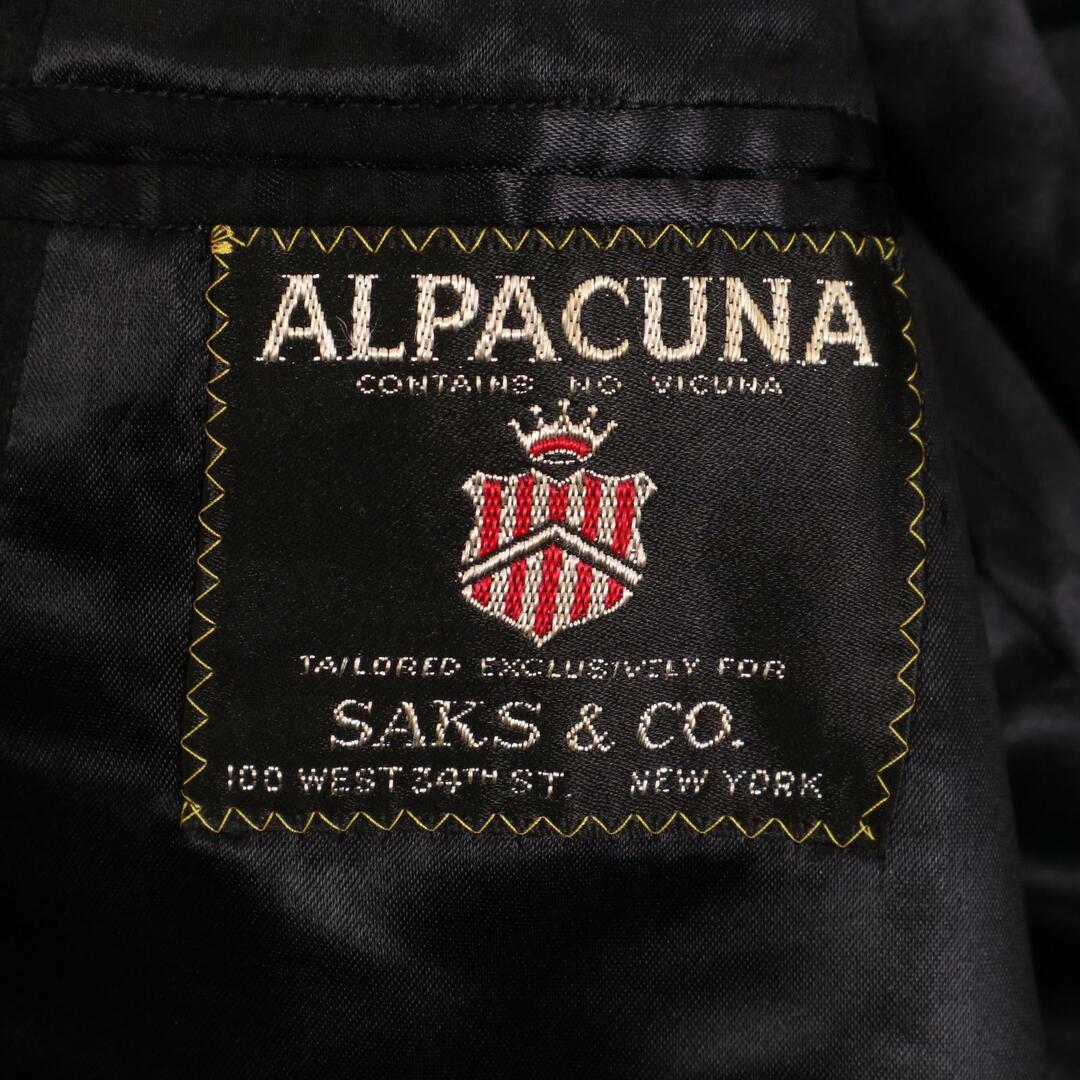 ALPACUNA
CONTAINS NO VICUNA
TAILORED EXCLUSIVELY FOR
SAKS & CO.
100 WEST 34TH ST. NEW YORK